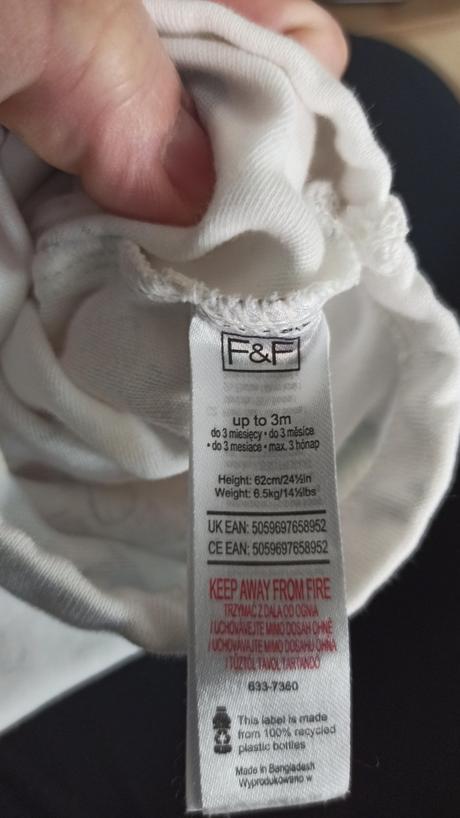 F&F
up to 3m
do 3 miesięcy • do 3 měsíce
• do 3 mesiace • max. 3 hónap
Height: 62cm/24½in
Weight: 6.5kg/14½lbs
UK EAN: 5059697658952
CE EAN: 5059697658952
KEEP AWAY FROM FIRE
TRZYMAĆ Z DALA OD OGNIA
/ UCHOVÁVEJTE MIMO DOSAH OHNĚ
/ UCHOVÁVAJTE MIMO DOSAHU OHŇA
/ TŰZTŐL TÁVOL TARTANDÓ
633-7360
This label is made
from 100% recycled
plastic bottles
Made in Bangladesh
Wyprodukowano w